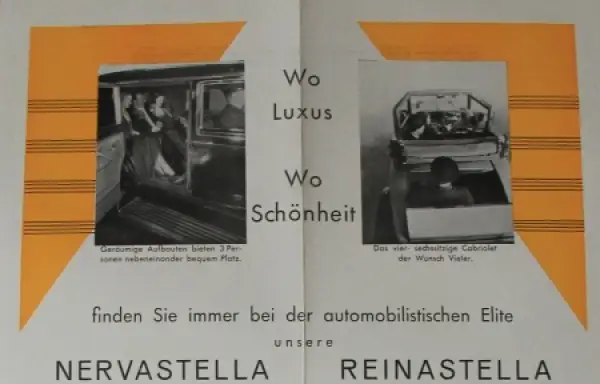 Wo
Luxus
Wo
Schönheit
Geräumige Aufbauten bieten 3 Per-
sonen nebeneinander bequem Platz.
Das vier- sechssitzige Cabriolet
der Wunsch Vieler.
finden Sie immer bei der automobilistischen Elite
unsere
NERVASTELLA REINASTELLA